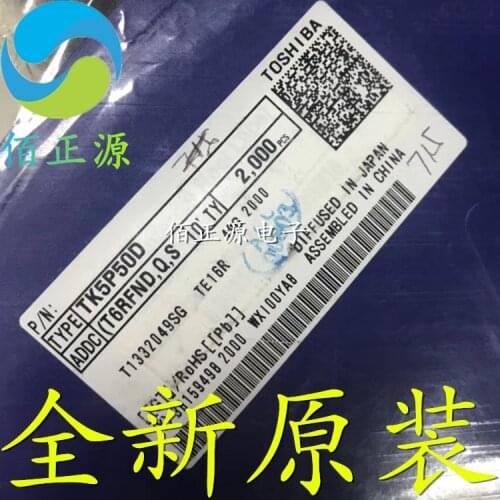 佰正源
TOSHIBA
P/N:
TYPE TK5P50D
ADDC (T6RFND,Q,S
2,000 PCS
T1332049SG TE16R
/RoHS[[Pb]]
WX100YA8
DIFFUSED IN JAPAN
ASSEMBLED IN CHINA
佰正源电子
全新原装